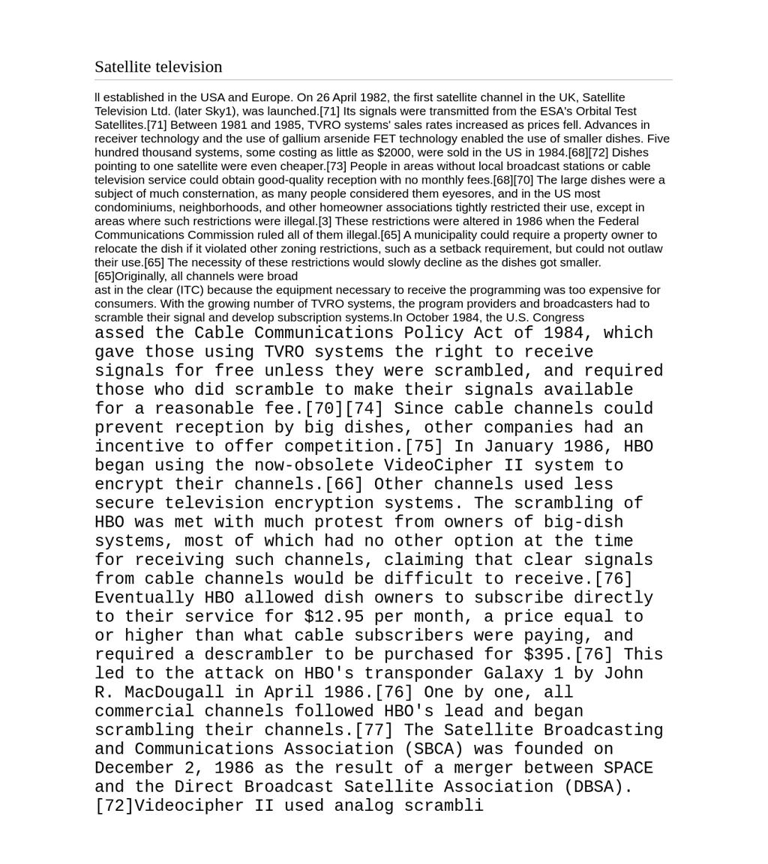 Satellite television
ll established in the USA and Europe. On 26 April 1982, the first satellite channel in the UK, Satellite
Television Ltd. (later Sky1), was launched.[71] Its signals were transmitted from the ESA's Orbital Test
Satellites.[71] Between 1981 and 1985, TVRO systems' sales rates increased as prices fell. Advances in
receiver technology and the use of gallium arsenide FET technology enabled the use of smaller dishes. Five
hundred thousand systems, some costing as little as $2000, were sold in the US in 1984.[68][72] Dishes
pointing to one satellite were even cheaper.[73] People in areas without local broadcast stations or cable
television service could obtain good-quality reception with no monthly fees.[68][70] The large dishes were a
subject of much consternation, as many people considered them eyesores, and in the US most
condominiums, neighborhoods, and other homeowner associations tightly restricted their use, except in
areas where such restrictions were illegal.[3] These restrictions were altered in 1986 when the Federal
Communications Commission ruled all of them illegal.[65] A municipality could require a property owner to
relocate the dish if it violated other zoning restrictions, such as a setback requirement, but could not outlaw
their use.[65] The necessity of these restrictions would slowly decline as the dishes got smaller.
[65]Originally, all channels were broad
ast in the clear (ITC) because the equipment necessary to receive the programming was too expensive for
consumers. With the growing number of TVRO systems, the program providers and broadcasters had to
scramble their signal and develop subscription systems.In October 1984, the U.S. Congress
assed the Cable Communications Policy Act of 1984, which
gave those using TVRO systems the right to receive
signals for free unless they were scrambled, and required
those who did scramble to make their signals available
for a reasonable fee.[70][74] Since cable channels could
prevent reception by big dishes, other companies had an
incentive to offer competition.[75] In January 1986, HBO
began using the now-obsolete VideoCipher II system to
encrypt their channels.[66] Other channels used less
secure television encryption systems. The scrambling of
HBO was met with much protest from owners of big-dish
systems, most of which had no other option at the time
for receiving such channels, claiming that clear signals
from cable channels would be difficult to receive.[76]
Eventually HBO allowed dish owners to subscribe directly
to their service for $12.95 per month, a price equal to
or higher than what cable subscribers were paying, and
required a descrambler to be purchased for $395.[76] This
led to the attack on HBO's transponder Galaxy 1 by John
R. MacDougall in April 1986.[76] One by one, all
commercial channels followed HBO's lead and began
scrambling their channels.[77] The Satellite Broadcasting
and Communications Association (SBCA) was founded on
December 2, 1986 as the result of a merger between SPACE
and the Direct Broadcast Satellite Association (DBSA).
[72]Videocipher II used analog scrambli